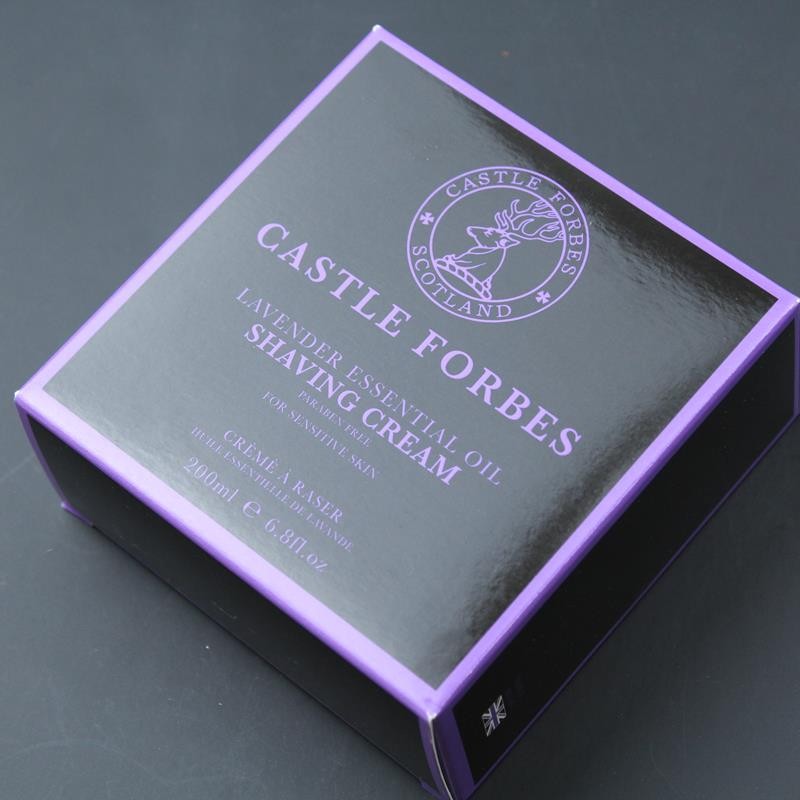 CASTLE FORBES
SCOTLAND
CASTLE FORBES
LAVENDER ESSENTIAL OIL
SHAVING CREAM
PARABEN FREE
FOR SENSITIVE SKIN
CRÈME À RASER
HUILE ESSENTIELLE DE LAVANDE
200ml ℮ 6.8fl.oz